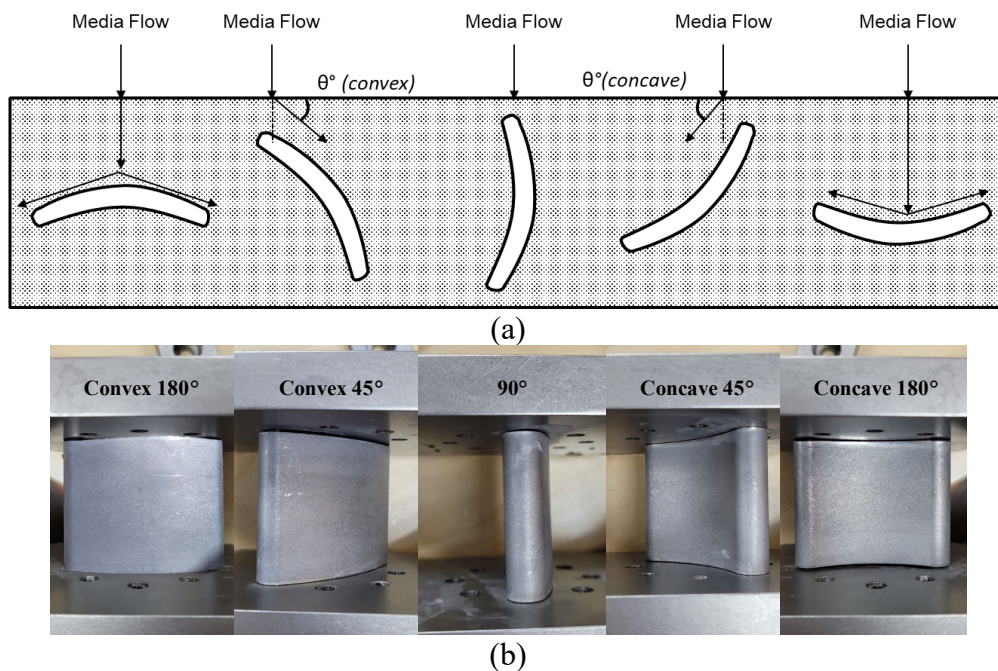 Media Flow Media Flow Media Flow Media Flow Media Flow
θ° (convex) θ°(concave)
(a)
Convex 180° Convex 45° 90° Concave 45° Concave 180°
(b)